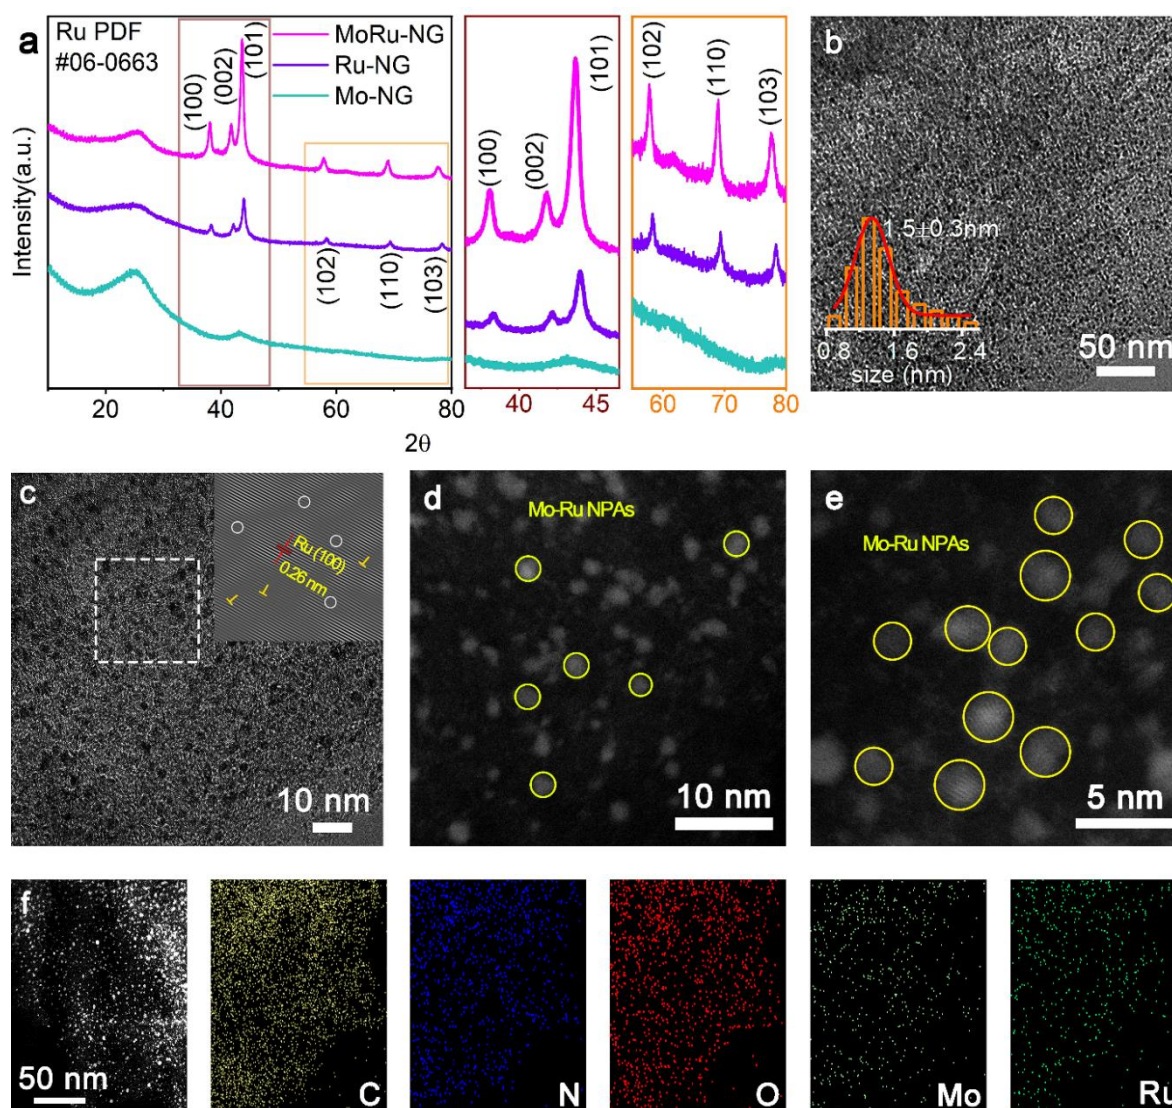 a
Ru PDF
#06-0663
MoRu-NG
Ru-NG
Mo-NG
(100)
(002)
(101)
(102)
(110)
(103)
Intensity(a.u.)
20
40
60
80
2θ
(100)
(002)
(101)
40
45
(102)
(110)
(103)
55
60
70
80
b
1.5±0.3nm
0.8
1.6
2.4
size (nm)
50 nm
c
Ru (100)
0.26 nm
10 nm
d
Mo-Ru NPAs
10 nm
e
Mo-Ru NPAs
5 nm
f
50 nm
C
N
O
Mo
Ru